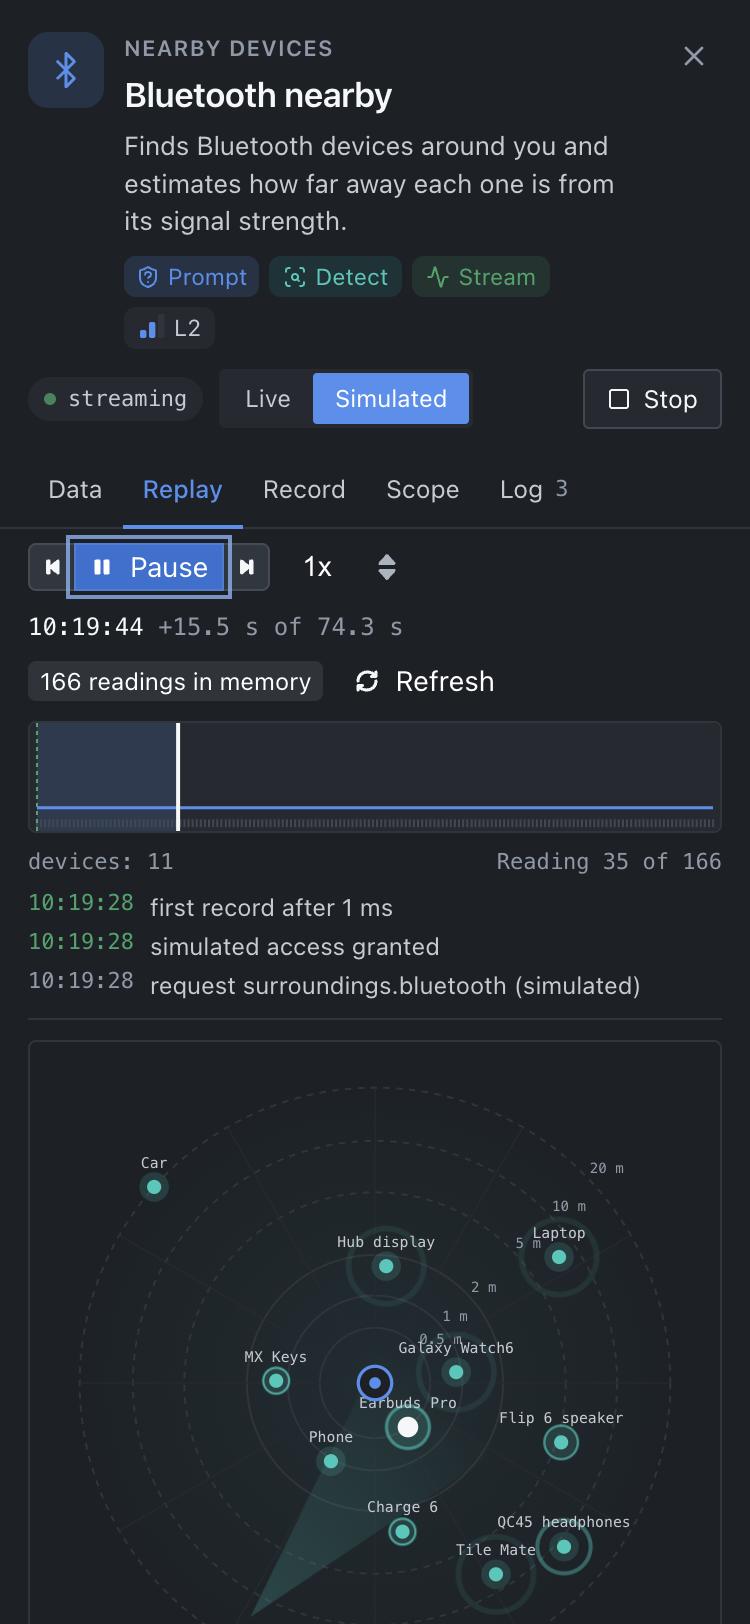 NEARBY DEVICES
Bluetooth nearby
Finds Bluetooth devices around you and
estimates how far away each one is from
its signal strength.
Prompt Detect Stream
L2
streaming Live Simulated Stop
Data Replay Record Scope Log 3
Pause 1x
10:19:44 +15.5 s of 74.3 s
166 readings in memory Refresh
devices: 11 Reading 35 of 166
10:19:28 first record after 1 ms
10:19:28 simulated access granted
10:19:28 request surroundings.bluetooth (simulated)
Car
20 m
10 m
Laptop
5 m
Hub display
2 m
1 m
0.5 m
Galaxy Watch6
MX Keys
Earbuds Pro
Flip 6 speaker
Phone
Charge 6
QC45 headphones
Tile Mate